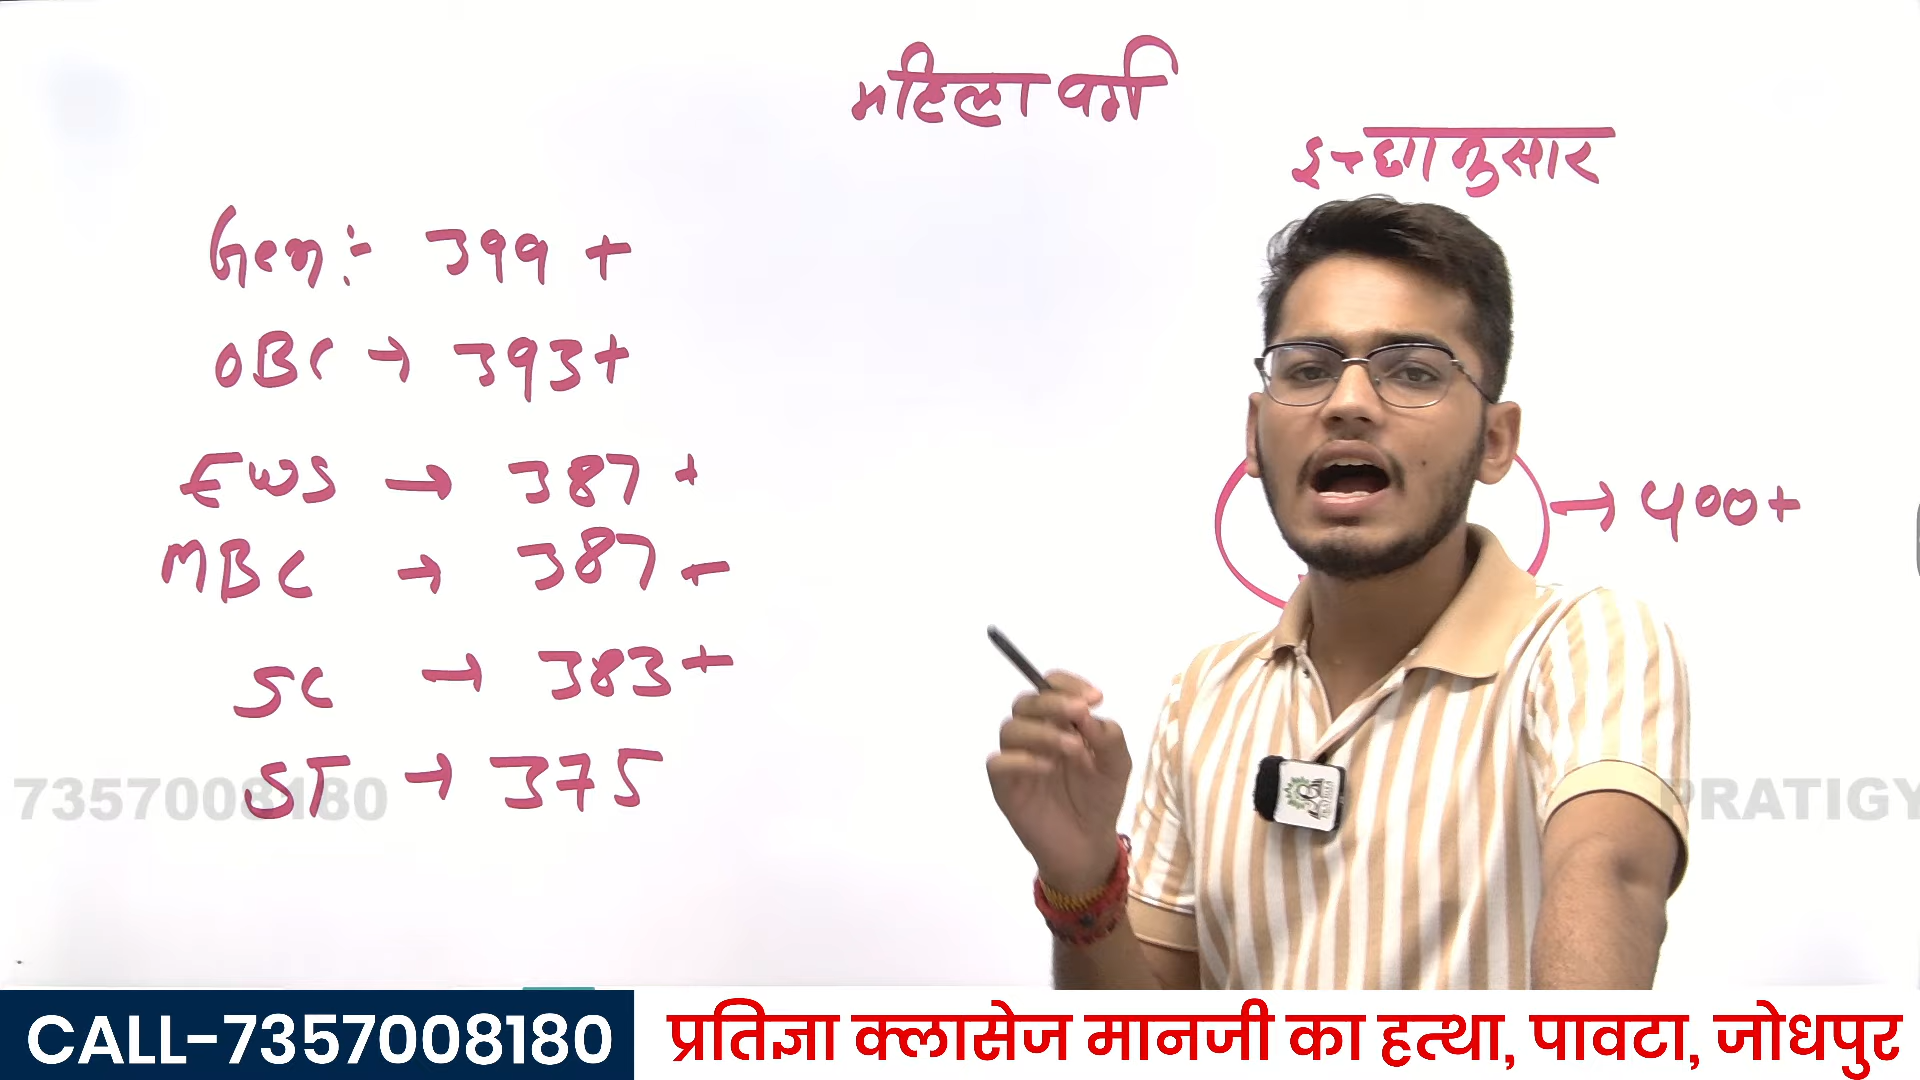 महिला वर्ग
इच्छानुसार
Gen :- 399 +
OBC → 393+
EWS → 387 +
MBC → 387 -
SC → 383+
ST → 375
→ 400+
7357008180
PRATIGY
CALL-7357008180
प्रतिज्ञा क्लासेज मानजी का हत्था, पावटा, जोधपुर